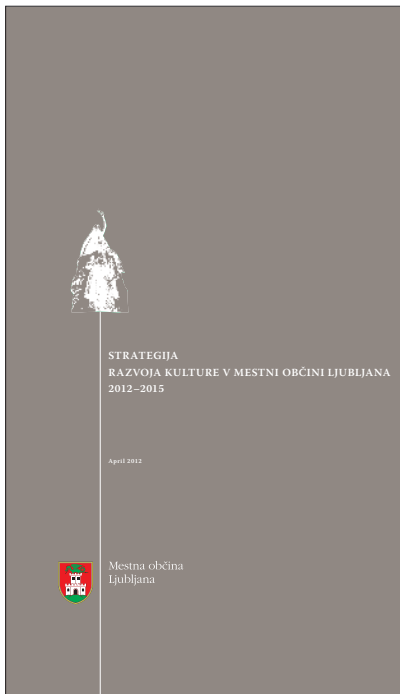 STRATEGIJA
RAZVOJA KULTURE V MESTNI OBČINI LJUBLJANA
2012–2015
April 2012
Mestna občina
Ljubljana